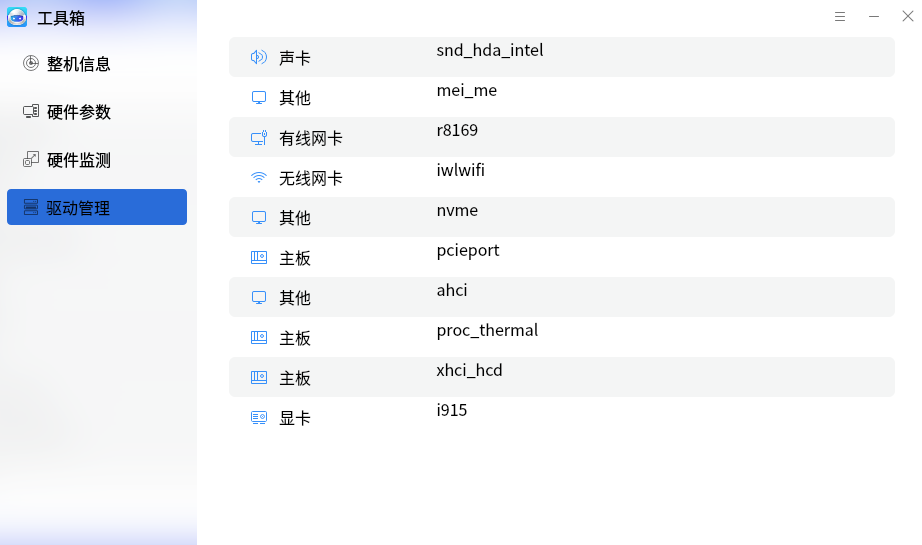 工具箱
整机信息
硬件参数
硬件监测
驱动管理
声卡 snd_hda_intel
其他 mei_me
有线网卡 r8169
无线网卡 iwlwifi
其他 nvme
主板 pcieport
其他 ahci
主板 proc_thermal
主板 xhci_hcd
显卡 i915